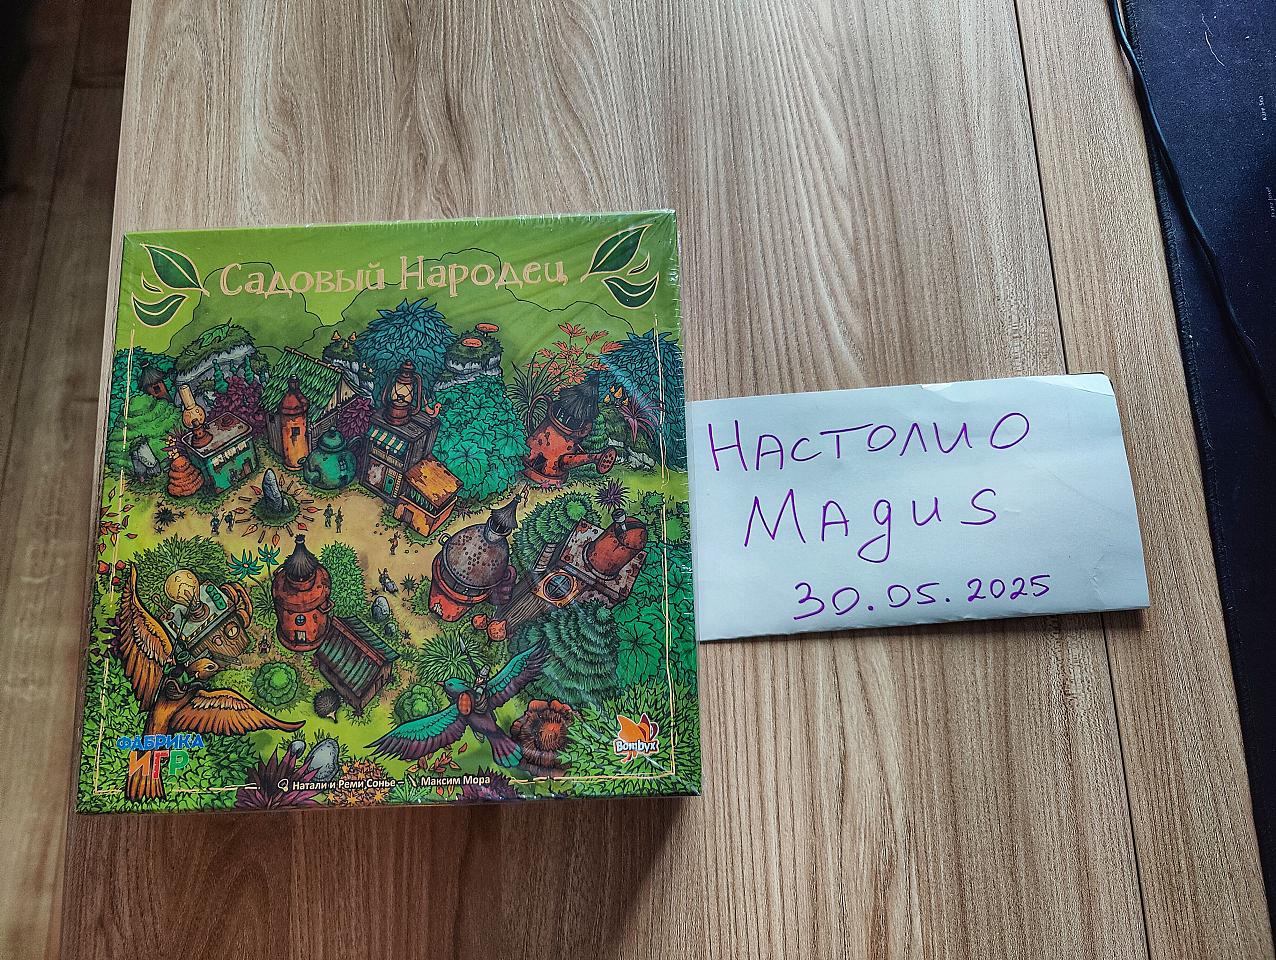 Садовый Народец
ФАБРИКА
ИГР
Натали и Реми Сонье
Максим Мора
Bombyx
НАСТОЛИО
Magus
30.05.2025